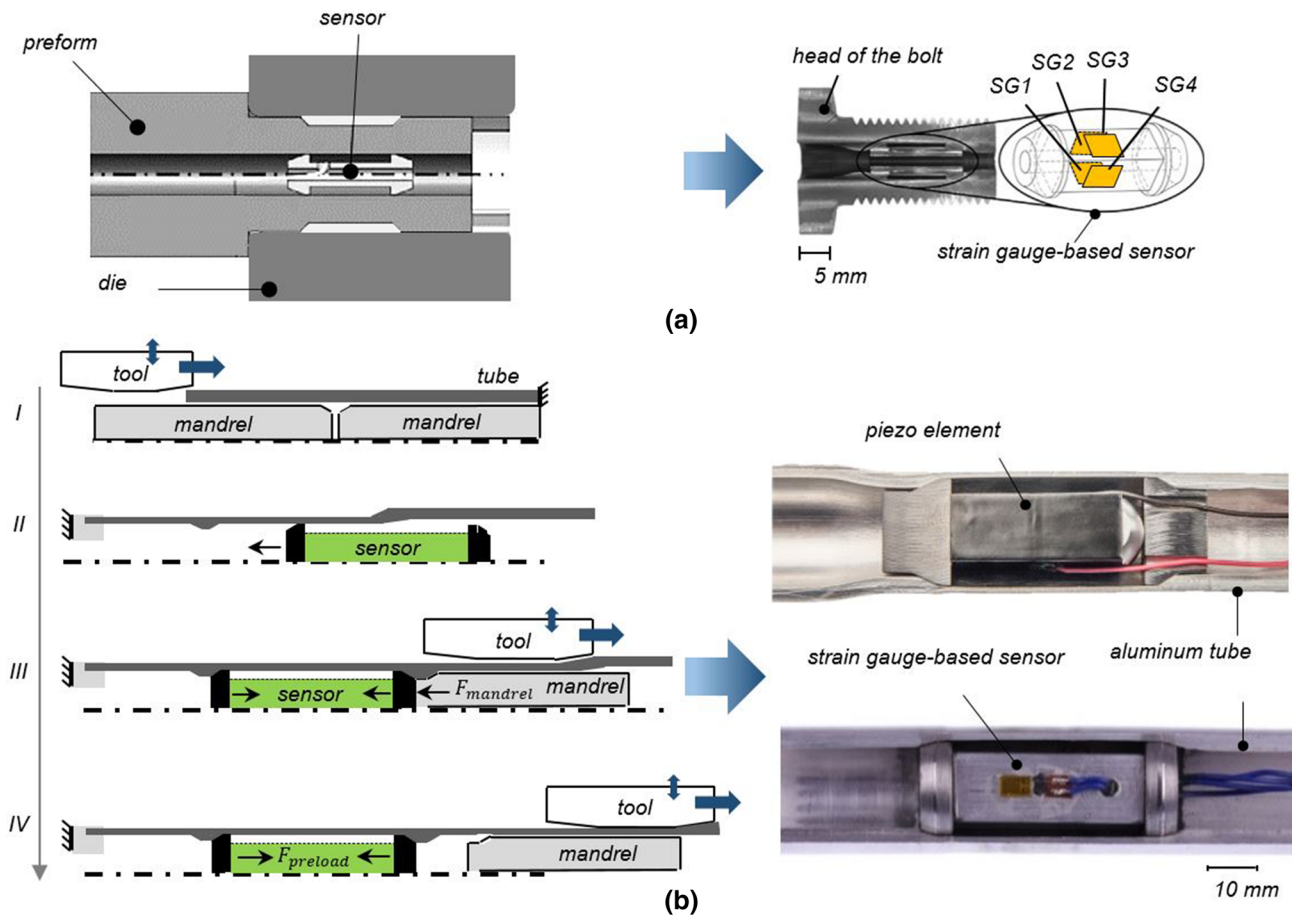 sensor
preform
die
head of the bolt
SG1
SG2
SG3
SG4
strain gauge-based sensor
5 mm
(a)
I
tool
tube
mandrel
mandrel
II
sensor
III
tool
sensor
F_mandrel
mandrel
IV
tool
F_preload
mandrel
piezo element
aluminum tube
strain gauge-based sensor
10 mm
(b)